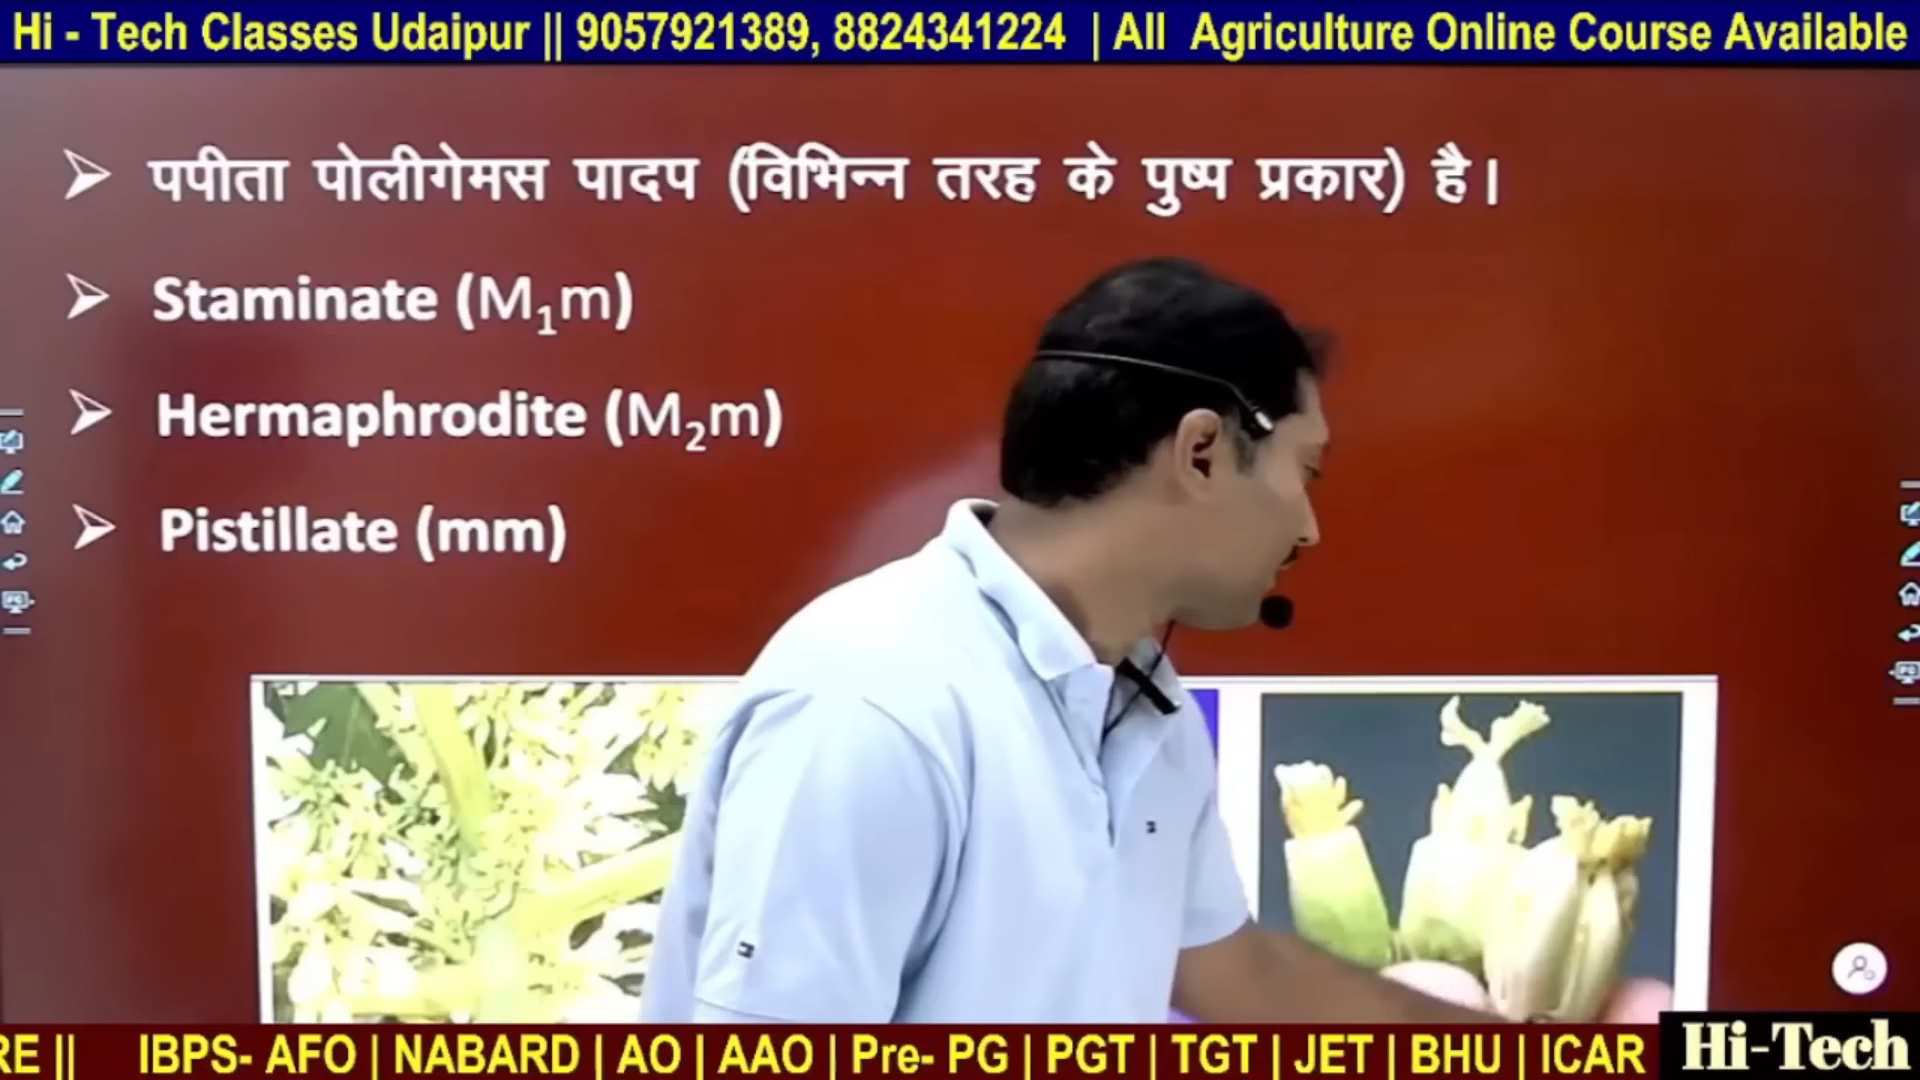 Hi - Tech Classes Udaipur || 9057921389, 8824341224 | All Agriculture Online Course Available
➢ पपीता पोलीगेमस पादप (विभिन्न तरह के पुष्प प्रकार) है।
➢ Staminate (M₁m)
➢ Hermaphrodite (M₂m)
➢ Pistillate (mm)
RE || IBPS- AFO | NABARD | AO | AAO | Pre- PG | PGT | TGT | JET | BHU | ICAR
Hi-Tech